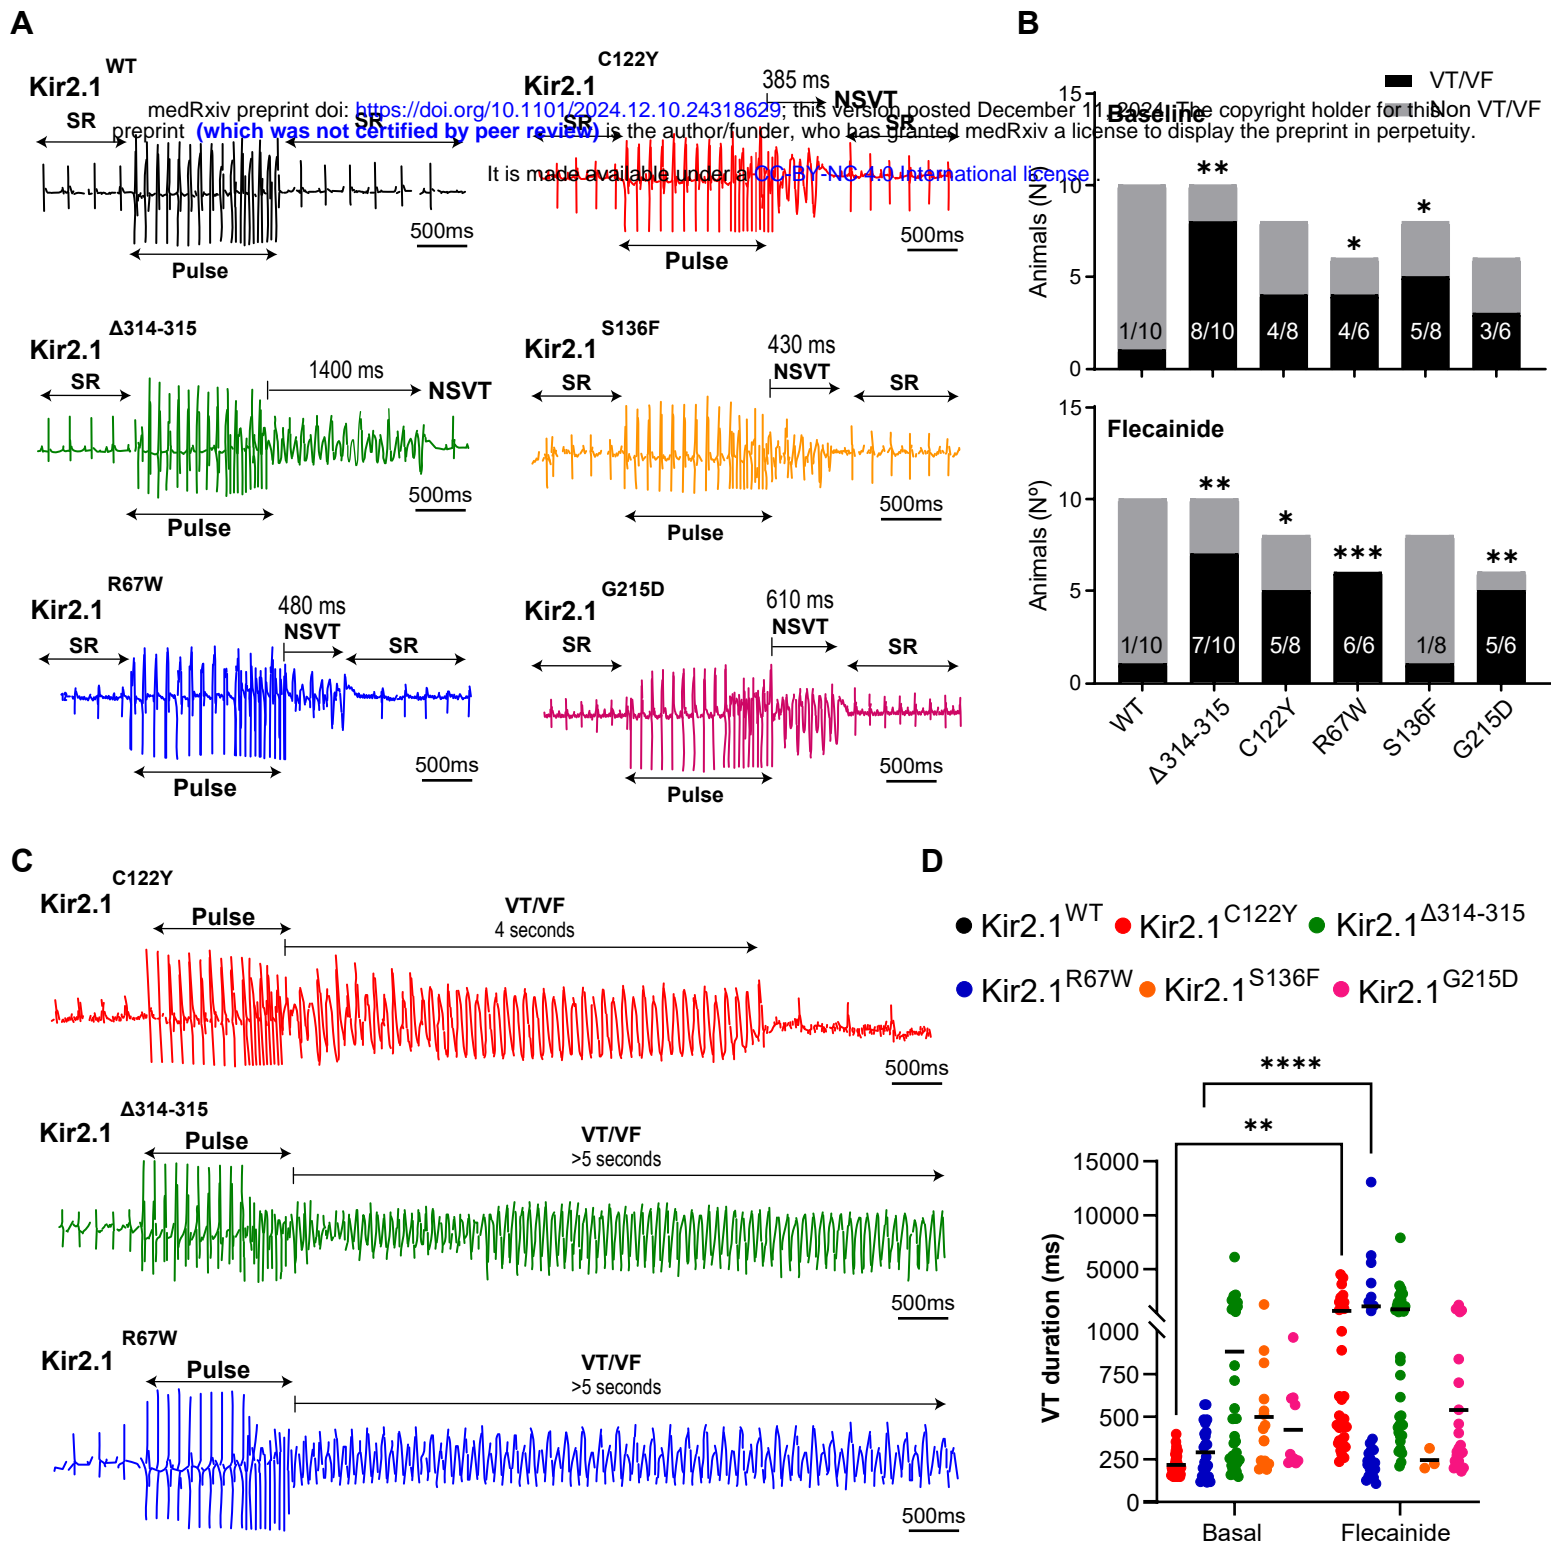 A
B
Kir2.1 WT
SR
SR
Pulse
500ms
Kir2.1 C122Y
385 ms
NSVT
SR
SR
Pulse
500ms
medRxiv preprint doi: https://doi.org/10.1101/2024.12.10.24318629; this version posted December 11, 2024. The copyright holder for this
preprint (which was not certified by peer review) is the author/funder, who has granted medRxiv a license to display the preprint in perpetuity.
It is made available under a CC-BY-NC 4.0 International license .
Kir2.1 Δ314-315
SR
1400 ms
NSVT
Pulse
500ms
Kir2.1 S136F
SR
430 ms
NSVT
SR
Pulse
500ms
Kir2.1 R67W
SR
480 ms
NSVT
SR
Pulse
500ms
Kir2.1 G215D
SR
610 ms
NSVT
SR
Pulse
500ms
VT/VF
Non VT/VF
Baseline
Animals (Nº)
15
10
5
0
** * *
1/10 8/10 4/8 4/6 5/8 3/6
Flecainide
Animals (Nº)
15
10
5
0
** * *** **
1/10 7/10 5/8 6/6 1/8 5/6
WT Δ314-315 C122Y R67W S136F G215D
C
Kir2.1 C122Y
Pulse
VT/VF
4 seconds
500ms
Kir2.1 Δ314-315
Pulse
VT/VF
>5 seconds
500ms
Kir2.1 R67W
Pulse
VT/VF
>5 seconds
500ms
D
Kir2.1WT Kir2.1C122Y Kir2.1Δ314-315
Kir2.1R67W Kir2.1S136F Kir2.1G215D
****
**
VT duration (ms)
15000
10000
5000
1000
750
500
250
0
Basal Flecainide